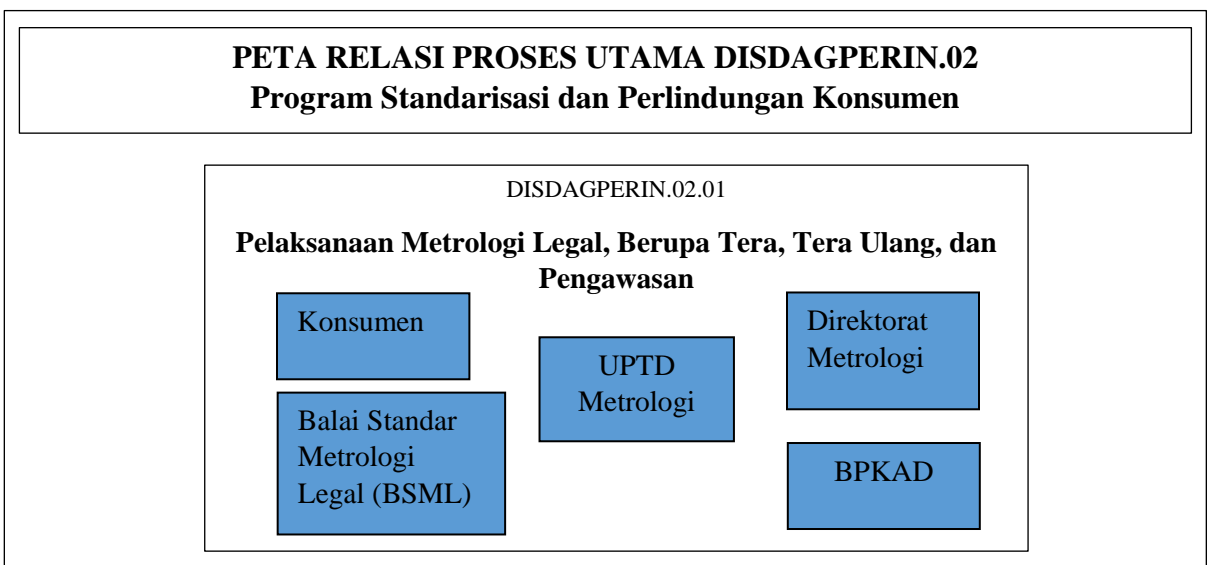 PETA RELASI PROSES UTAMA DISDAGPERIN.02
Program Standarisasi dan Perlindungan Konsumen
DISDAGPERIN.02.01
Pelaksanaan Metrologi Legal, Berupa Tera, Tera Ulang, dan
Pengawasan
Konsumen
Balai Standar
Metrologi
Legal (BSML)
UPTD
Metrologi
Direktorat
Metrologi
BPKAD